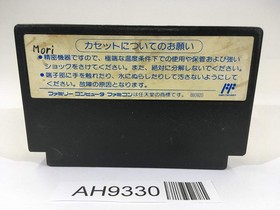 カセットについてのお願い
Mori
●精密機器ですので、極端な温度条件下での使用や保管および強い
ショックをさけてください。また、絶対に分解しないでください。
●端子部に手を触れたり、水にぬらしたりして汚さないようにして
ください。故障の原因となります。
ファミリーコンピュータ ファミコンは任天堂の商標です。
AH9330